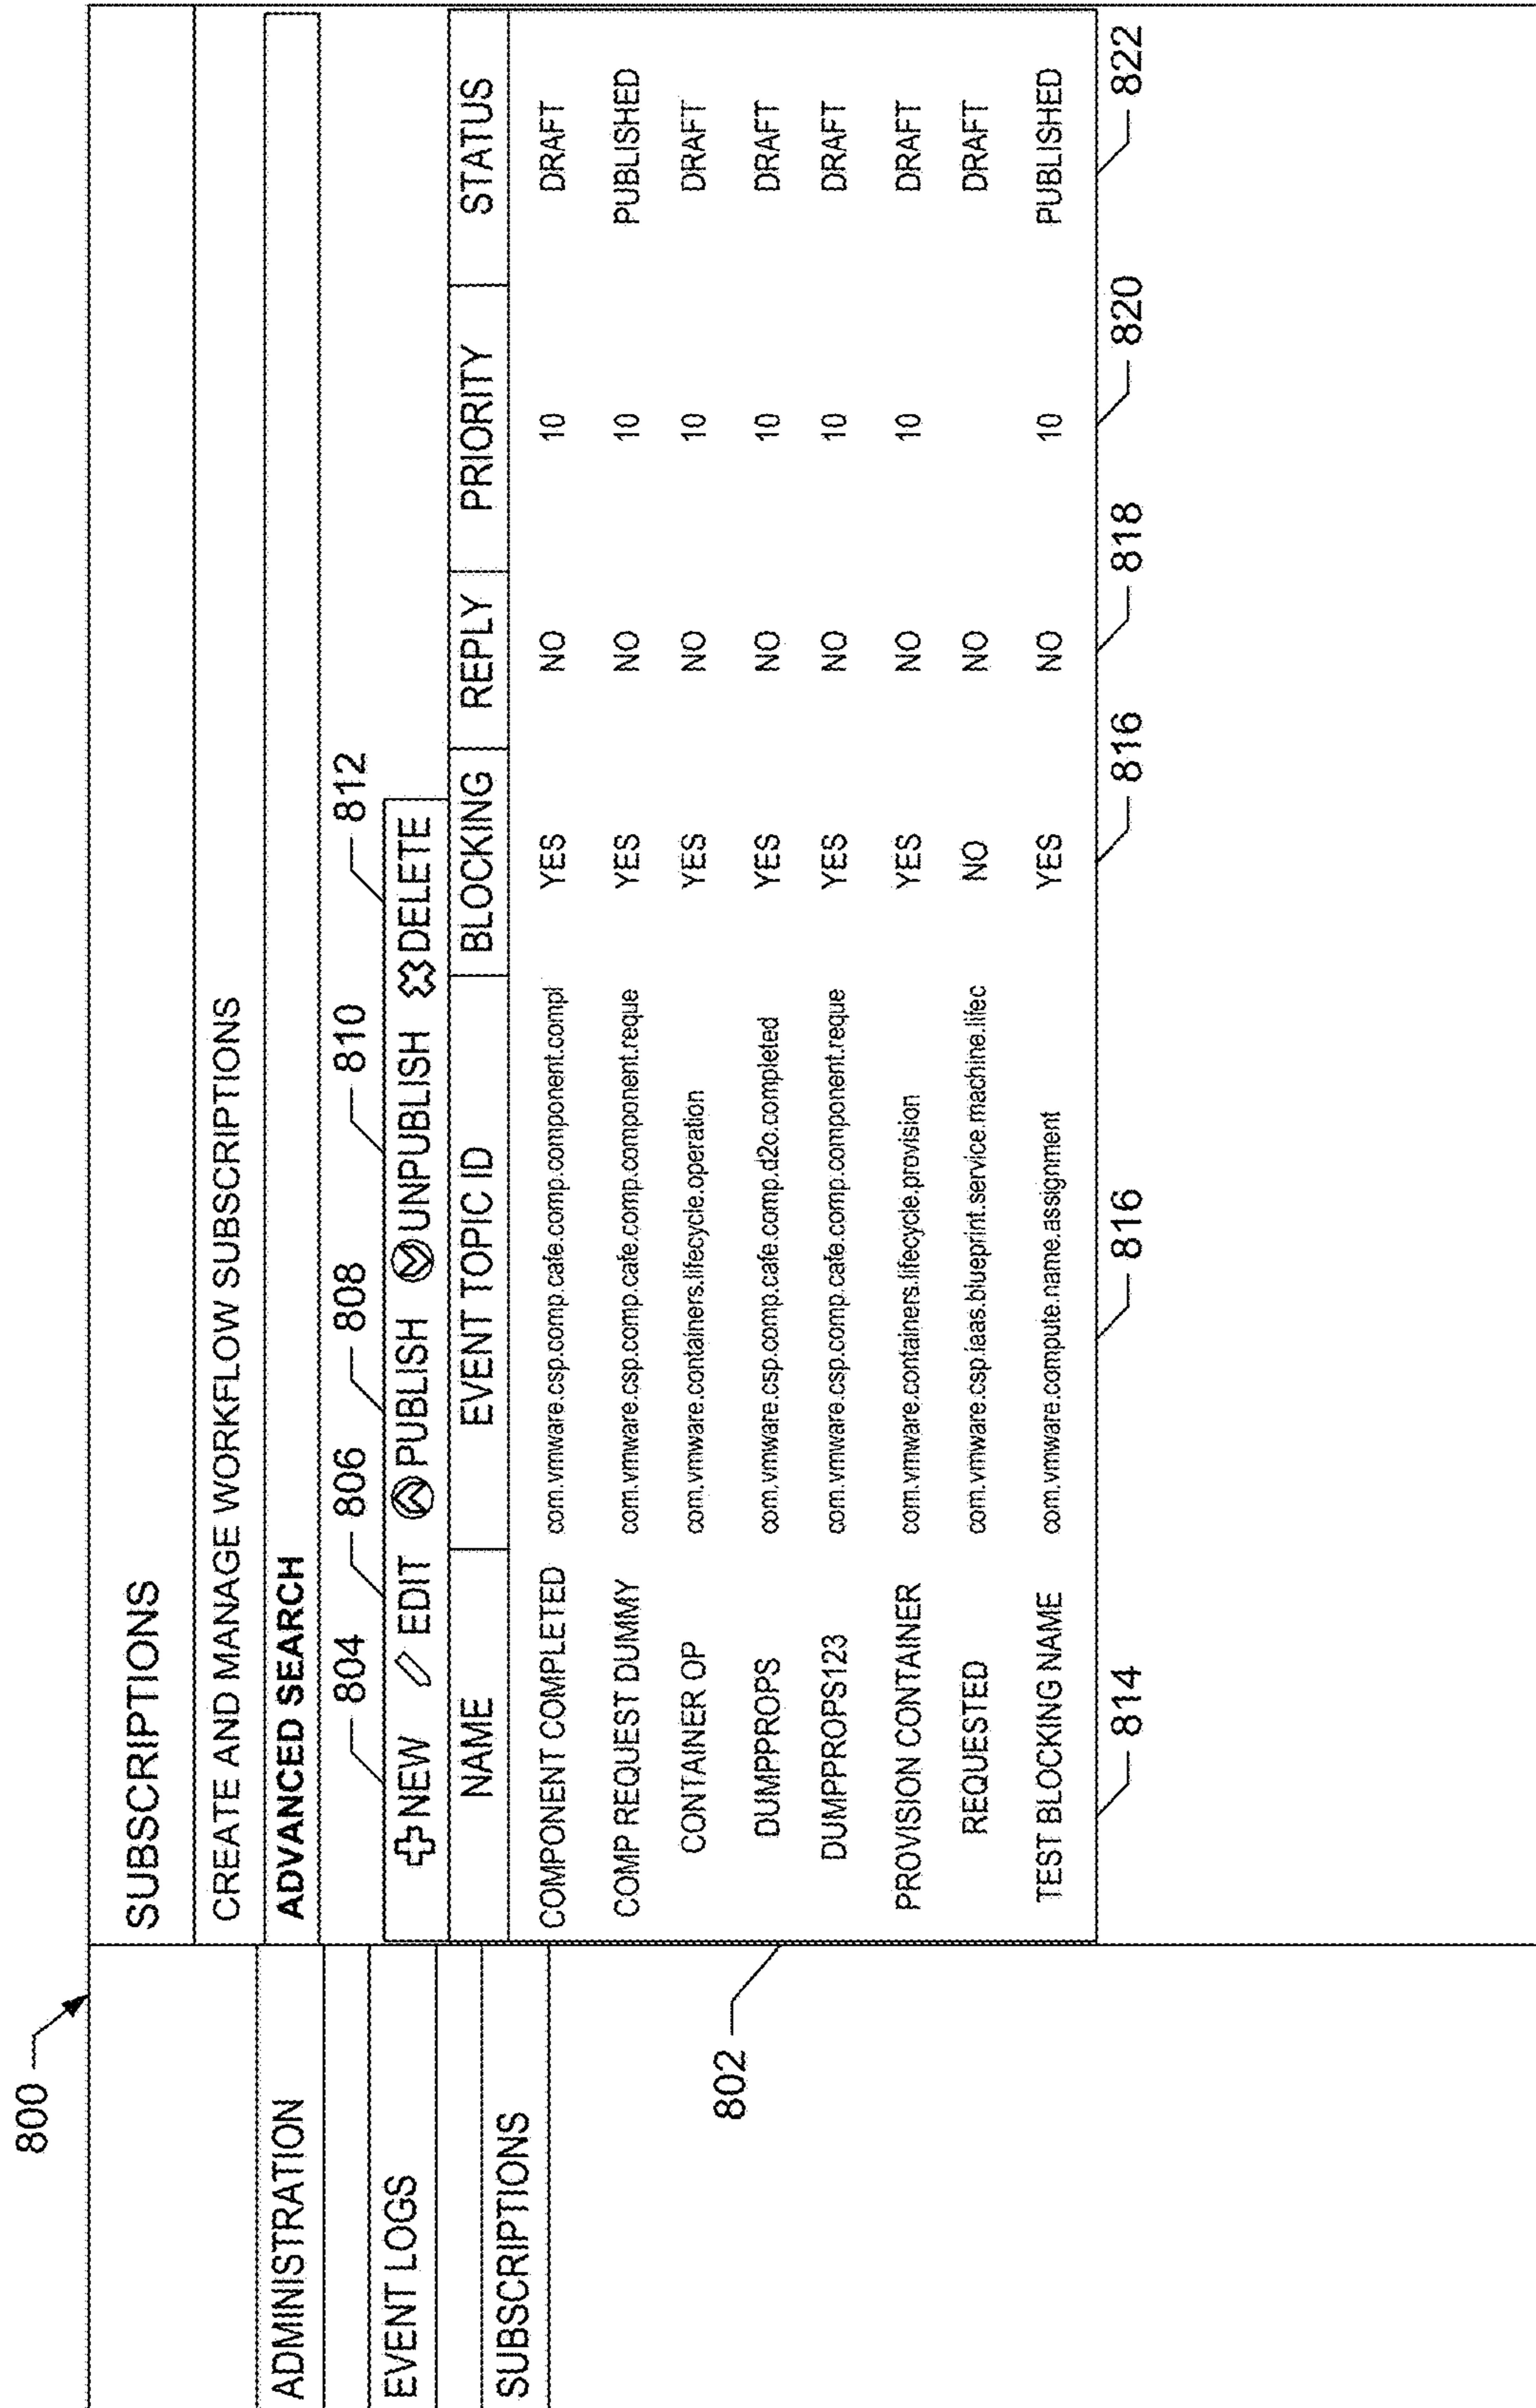 800
SUBSCRIPTIONS
CREATE AND MANAGE WORKFLOW SUBSCRIPTIONS
ADMINISTRATION
ADVANCED SEARCH
804 806 808 810 812
EVENT LOGS
NEW EDIT PUBLISH UNPUBLISH DELETE
NAME EVENT TOPIC ID BLOCKING REPLY PRIORITY STATUS
SUBSCRIPTIONS
COMPONENT COMPLETED com.vmware.csp.comp.cafe.comp.component.compl YES NO 10 DRAFT
COMP REQUEST DUMMY com.vmware.csp.comp.cafe.comp.component.reque YES NO 10 PUBLISHED
CONTAINER OP com.vmware.containers.lifecycle.operation YES NO 10 DRAFT
802
DUMPPROPS com.vmware.csp.comp.cafe.comp.d2o.completed YES NO 10 DRAFT
DUMPPROPS123 com.vmware.csp.comp.cafe.comp.component.reque YES NO 10 DRAFT
PROVISION CONTAINER com.vmware.containers.lifecycle.provision YES NO 10 DRAFT
REQUESTED com.vmware.csp.iaas.blueprint.service.machine.lifec NO NO DRAFT
TEST BLOCKING NAME com.vmware.compute.name.assignment YES NO 10 PUBLISHED
814 816 816 818 820 822